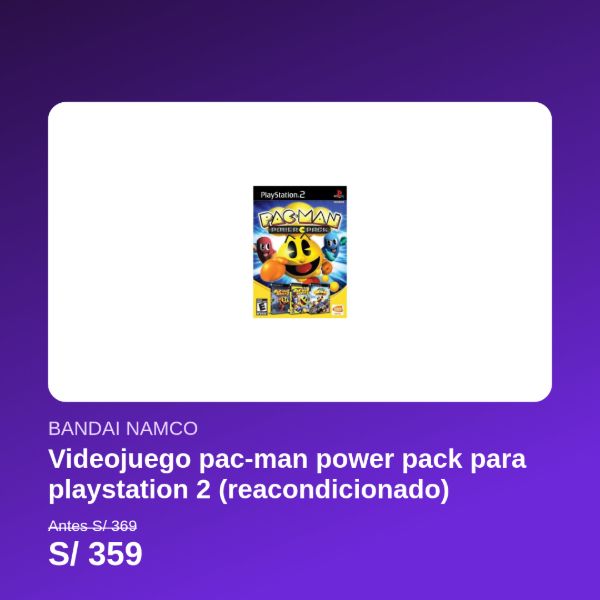 PlayStation 2
PAC-MAN
POWER PACK
E
BANDAI NAMCO
Videojuego pac-man power pack para
playstation 2 (reacondicionado)
Antes S/ 369
S/ 359